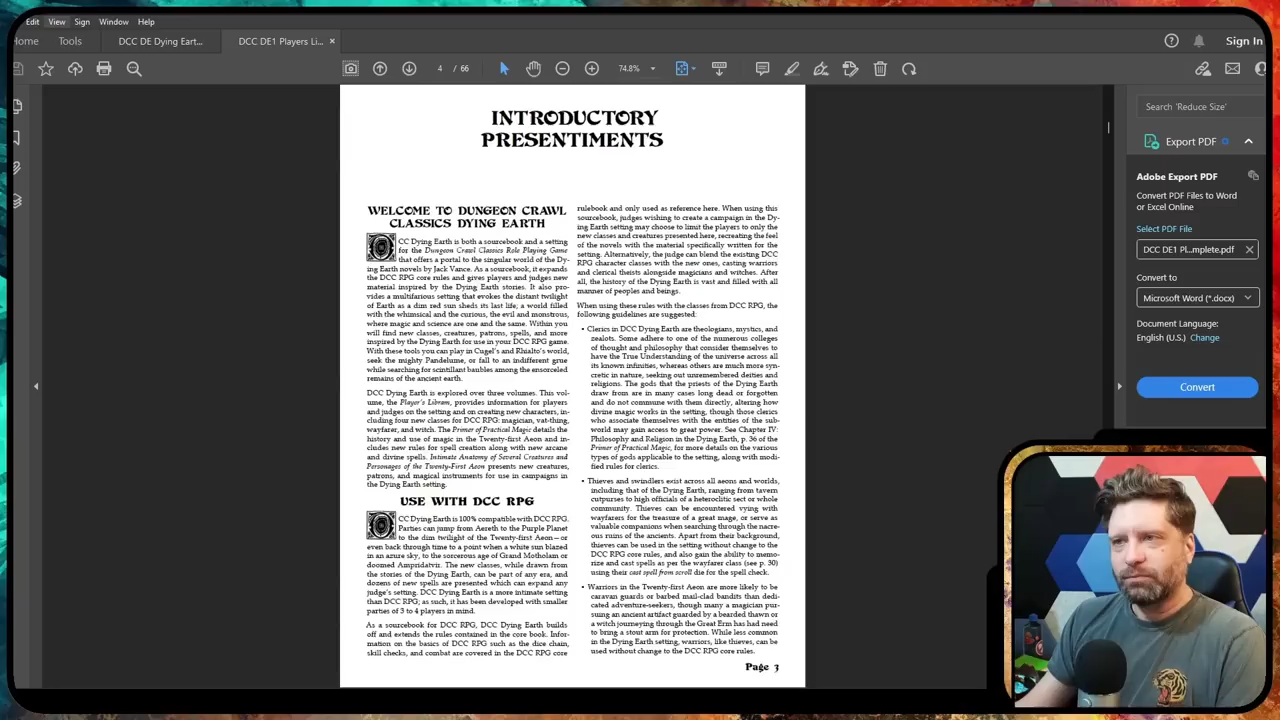 Edit View Sign Window Help
Home Tools DCC DE Dying Eart... DCC DE1 Players Li... ×
Sign In
4 / 66 74.8%
INTRODUCTORY
PRESENTIMENTS
WELCOME TO DUNGEON CRAWL
CLASSICS DYING EARTH
DCC Dying Earth is both a sourcebook and a setting
for the Dungeon Crawl Classics Role Playing Game
that offers a portal to the singular world of the Dy-
ing Earth novels by Jack Vance. As a sourcebook, it expands
the DCC RPG core rules and gives players and judges new
material inspired by the Dying Earth stories. It also pro-
vides a multifarious setting that evokes the distant twilight
of Earth as a dim red sun sheds its last life; a world filled
with the whimsical and the curious, the evil and monstrous,
where magic and science are one and the same. Within you
will find new classes, creatures, patrons, spells, and more
inspired by the Dying Earth for use in your DCC RPG game.
With these tools you can play in Cugel's and Rhialto's world,
seek the mighty Pandelume, or fall to an indifferent grue
while searching for scintillant baubles among the ensorceled
remains of the ancient earth.
DCC Dying Earth is explored over three volumes. This vol-
ume, the Player's Libram, provides information for players
and judges on the setting and on creating new characters, in-
cluding four new classes for DCC RPG: magician, vat-thing,
wayfarer, and witch. The Primer of Practical Magic details the
history and use of magic in the Twenty-first Aeon and in-
cludes new rules for spell creation along with new arcane
and divine spells. Intimate Anatomy of Several Creatures and
Personages of the Twenty-First Aeon presents new creatures,
patrons, and magical instruments for use in campaigns in
the Dying Earth setting.
USE WITH DCC RPG
DCC Dying Earth is 100% compatible with DCC RPG.
Parties can jump from Aereth to the Purple Planet
to the dim twilight of the Twenty-first Aeon—or
even back through time to a point when a white sun blazed
in an azure sky, to the sorcerous age of Grand Motholam or
doomed Ampridatvir. The new classes, while drawn from
the stories of the Dying Earth, can be part of any era, and
dozens of new spells are presented which can expand any
judge's setting. DCC Dying Earth is a more intimate setting
than DCC RPG; as such, it has been developed with smaller
parties of 3 to 4 players in mind.
As a sourcebook for DCC RPG, DCC Dying Earth builds
off and extends the rules contained in the core book. Infor-
mation on the basics of DCC RPG such as the dice chain,
skill checks, and combat are covered in the DCC RPG core
rulebook and only used as reference here. When using this
sourcebook, judges wishing to create a campaign in the Dy-
ing Earth setting may choose to limit the players to only the
new classes and creatures presented here, recreating the feel
of the novels with the material specifically written for the
setting. Alternatively, the judge can blend the existing DCC
RPG character classes with the new ones, casting warriors
and clerical theists alongside magicians and witches. After
all, the history of the Dying Earth is vast and filled with all
manner of peoples and beings.
When using these rules with the classes from DCC RPG, the
following guidelines are suggested:
• Clerics in DCC Dying Earth are theologians, mystics, and
zealots. Some adhere to one of the numerous colleges
of thought and philosophy that consider themselves to
have the True Understanding of the universe across all
its known infinities, whereas others are much more syn-
cretic in nature, seeking out unremembered deities and
religions. The gods that the priests of the Dying Earth
draw from are in many cases long dead or forgotten
and do not commune with them directly, altering how
divine magic works in the setting, though those clerics
who associate themselves with the entities of the sub-
world may gain access to great power. See Chapter IV:
Philosophy and Religion in the Dying Earth, p. 36 of the
Primer of Practical Magic, for more details on the various
types of gods applicable to the setting, along with modi-
fied rules for clerics.
• Thieves and swindlers exist across all aeons and worlds,
including that of the Dying Earth, ranging from tavern
cutpurses to high officials of a heteroclitic sect or whole
community. Thieves can be encountered vying with
wayfarers for the treasure of a great mage, or serve as
valuable companions when searching through the nacre-
ous ruins of the ancients. Apart from their background,
thieves can be used in the setting without change to the
DCC RPG core rules, and also gain the ability to memo-
rize and cast spells as per the wayfarer class (see p. 30)
using their cast spell from scroll die for the spell check.
• Warriors in the Twenty-first Aeon are more likely to be
caravan guards or barbed mail-clad bandits than dedi-
cated adventure-seekers, though many a magician pur-
suing an ancient artifact guarded by a bearded thawn or
a witch journeying through the Great Erm has had need
to bring a stout arm for protection. While less common
in the Dying Earth setting, warriors, like thieves, can be
used without change to the DCC RPG core rules.
Page 3
Search 'Reduce Size'
Export PDF
Adobe Export PDF
Convert PDF Files to Word
or Excel Online
Select PDF File
DCC DE1 PL...mplete.pdf ×
Convert to
Microsoft Word (*.docx)
Document Language:
English (U.S.) Change
Convert